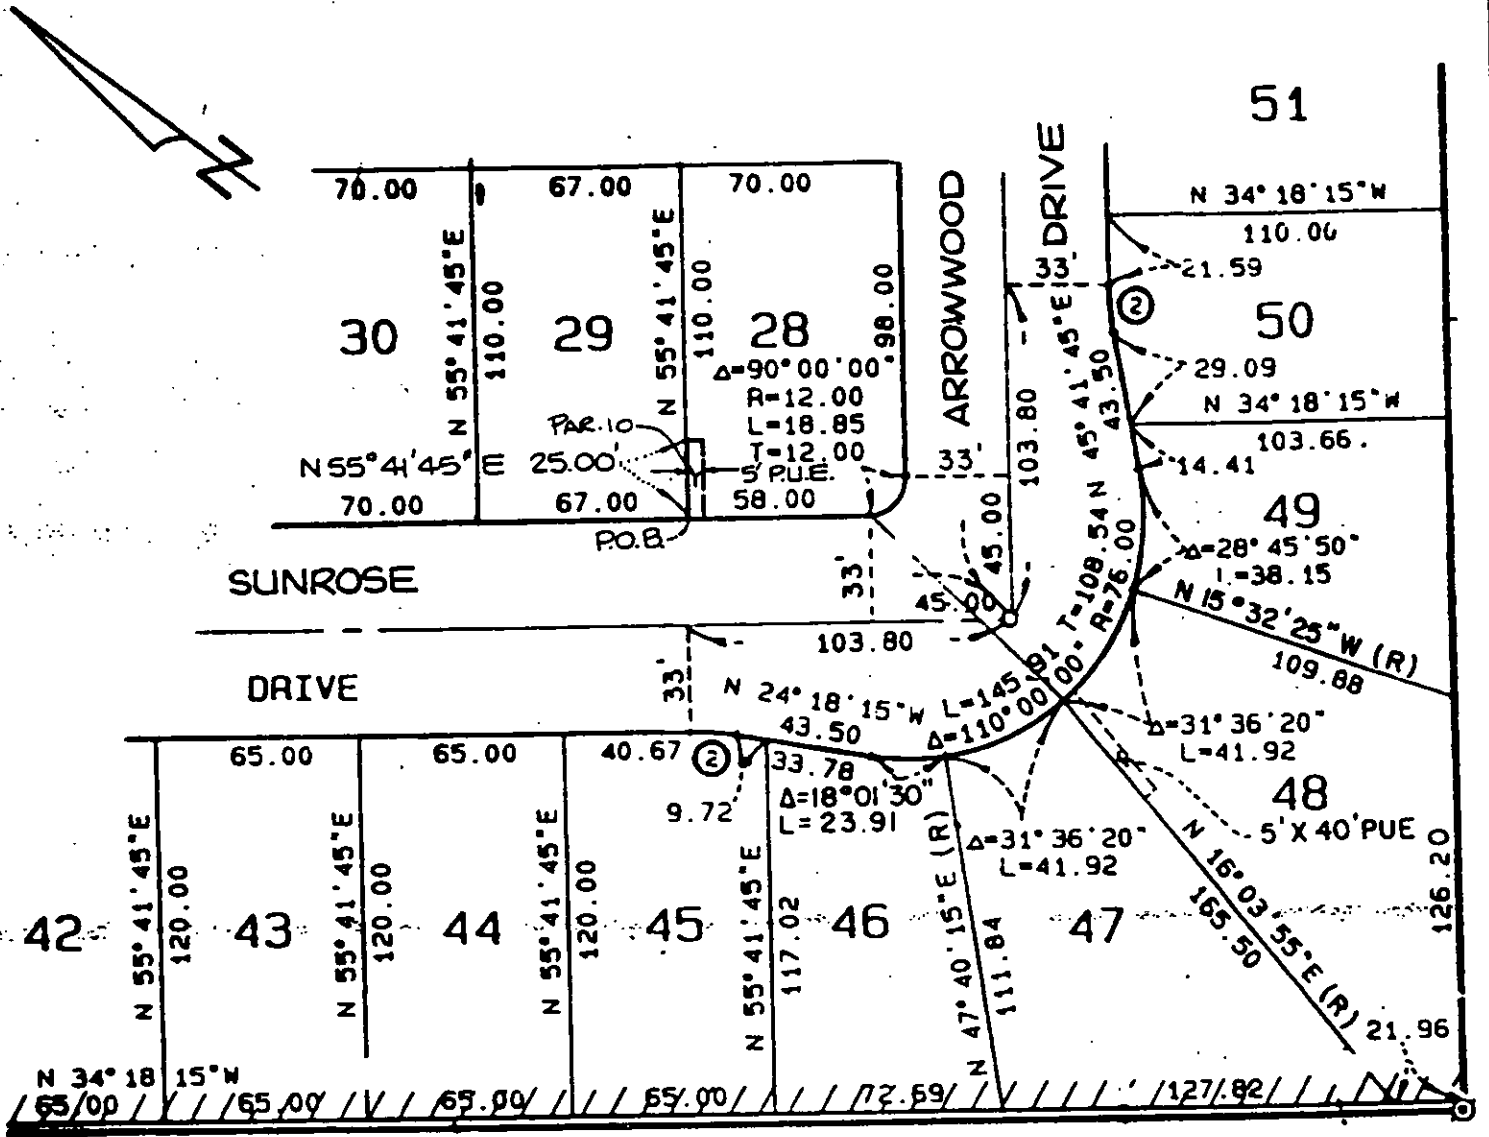 N
51
70.00
67.00
70.00
ARROWWOOD
DRIVE
N 34° 18' 15" W
110.00
21.59
33'
2
50
29.09
N 34° 18' 15" W
103.66.
14.41
N 55° 41' 45" E
110.00
N 55° 41' 45" E
110.00
98.00
30
29
28
Δ=90° 00' 00"
R=12.00
L=18.85
T=12.00
PAR. 10
N 55° 41' 45" E
25.00'
5' P.U.E.
70.00
67.00
58.00
P.O.B.
33'
103.80
45.00
N 45° 41' 45" E
43.50
49
Δ=28° 45' 50"
L=38.15
N 15° 32' 25" W (R)
109.88
SUNROSE
DRIVE
33'
45.00
103.80
33'
T=108.54
R=76.00
L=145.91
Δ=110° 00' 00"
N 24° 18' 15" W
43.50
65.00
65.00
40.67
2
33.78
9.72
Δ=18° 01' 30"
L=23.91
Δ=31° 36' 20"
L=41.92
Δ=31° 36' 20"
L=41.92
48
5' X 40' PUE
N 16° 03' 55" E (R)
165.50
126.20
21.96
42
43
44
45
46
47
N 55° 41' 45" E
120.00
N 55° 41' 45" E
120.00
N 55° 41' 45" E
120.00
N 55° 41' 45" E
117.02
N 47° 40' 15" E (R)
111.84
N 34° 18' 15" W
65.00
65.00
65.00
65.00
72.69
127.82